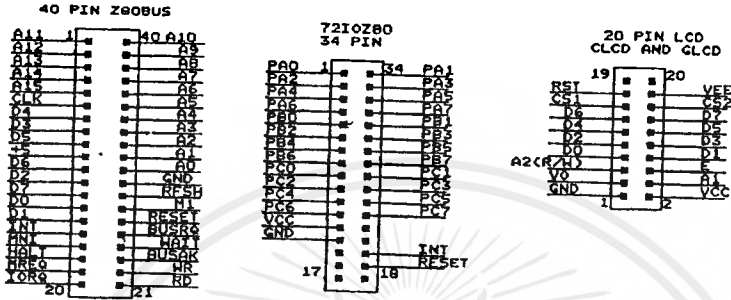 40 PIN Z80BUS
A11 1
A12
A13
A14
A15
CLK
D4
D3
D5
D6
D2
D7
D0
D1
INT
HALT
MREQ
IORQ
20
40 A10
A9
A8
A7
A6
A5
A4
A3
A2
A1
A0
GND
RFSH
M1
RESET
BUSRQ
WAIT
BUSAK
WR
RD
21
72IOZ80
34 PIN
PA0 1
PA2
PA4
PA6
PB0
PB2
PB4
PB6
PC0
PC2
PC4
PC6
VCC
GND
17
34 PA1
PA3
PA5
PA7
PB1
PB3
PB5
PB7
PC1
PC3
PC5
PC7
INT
RESET
18
20 PIN LCD
CLCD AND GLCD
19
RST
CS1
D6
D4
D2
D0
A2(R/W)
V0
GND
1
20
VEE
CS2
D7
D5
D3
D1
E
A1
VCC
2